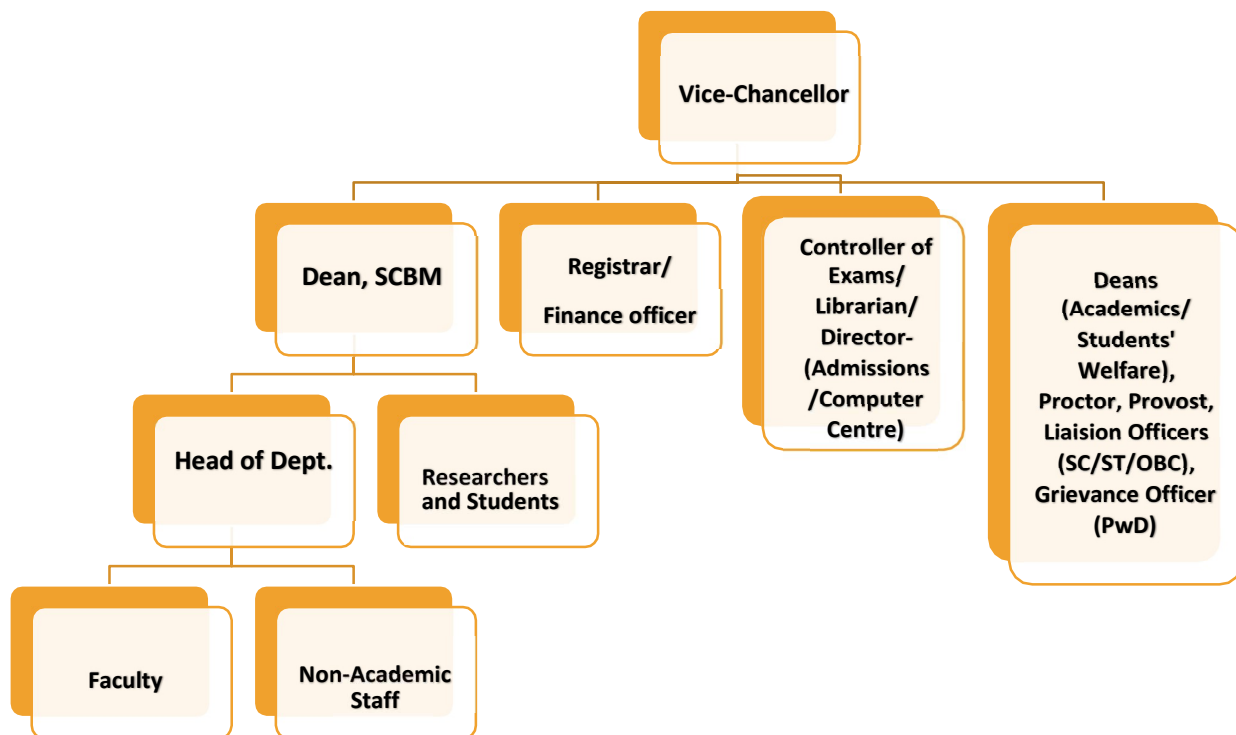 Vice-Chancellor
Dean, SCBM
Registrar/
Finance officer
Controller of
Exams/
Librarian/
Director-
(Admissions
/Computer
Centre)
Deans
(Academics/
Students'
Welfare),
Proctor, Provost,
Liaision Officers
(SC/ST/OBC),
Grievance Officer
(PwD)
Head of Dept.
Researchers
and Students
Faculty
Non-Academic
Staff